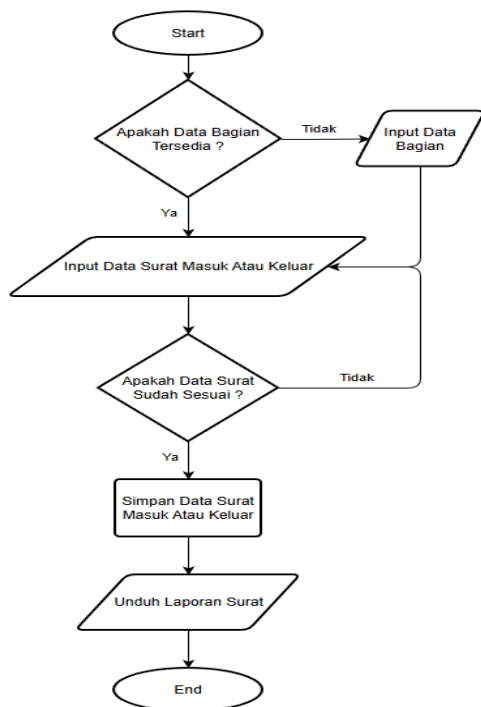 Start
Apakah Data Bagian
Tersedia ?
Tidak
Input Data
Bagian
Ya
Input Data Surat Masuk Atau Keluar
Apakah Data Surat
Sudah Sesuai ?
Tidak
Ya
Simpan Data Surat
Masuk Atau Keluar
Unduh Laporan Surat
End